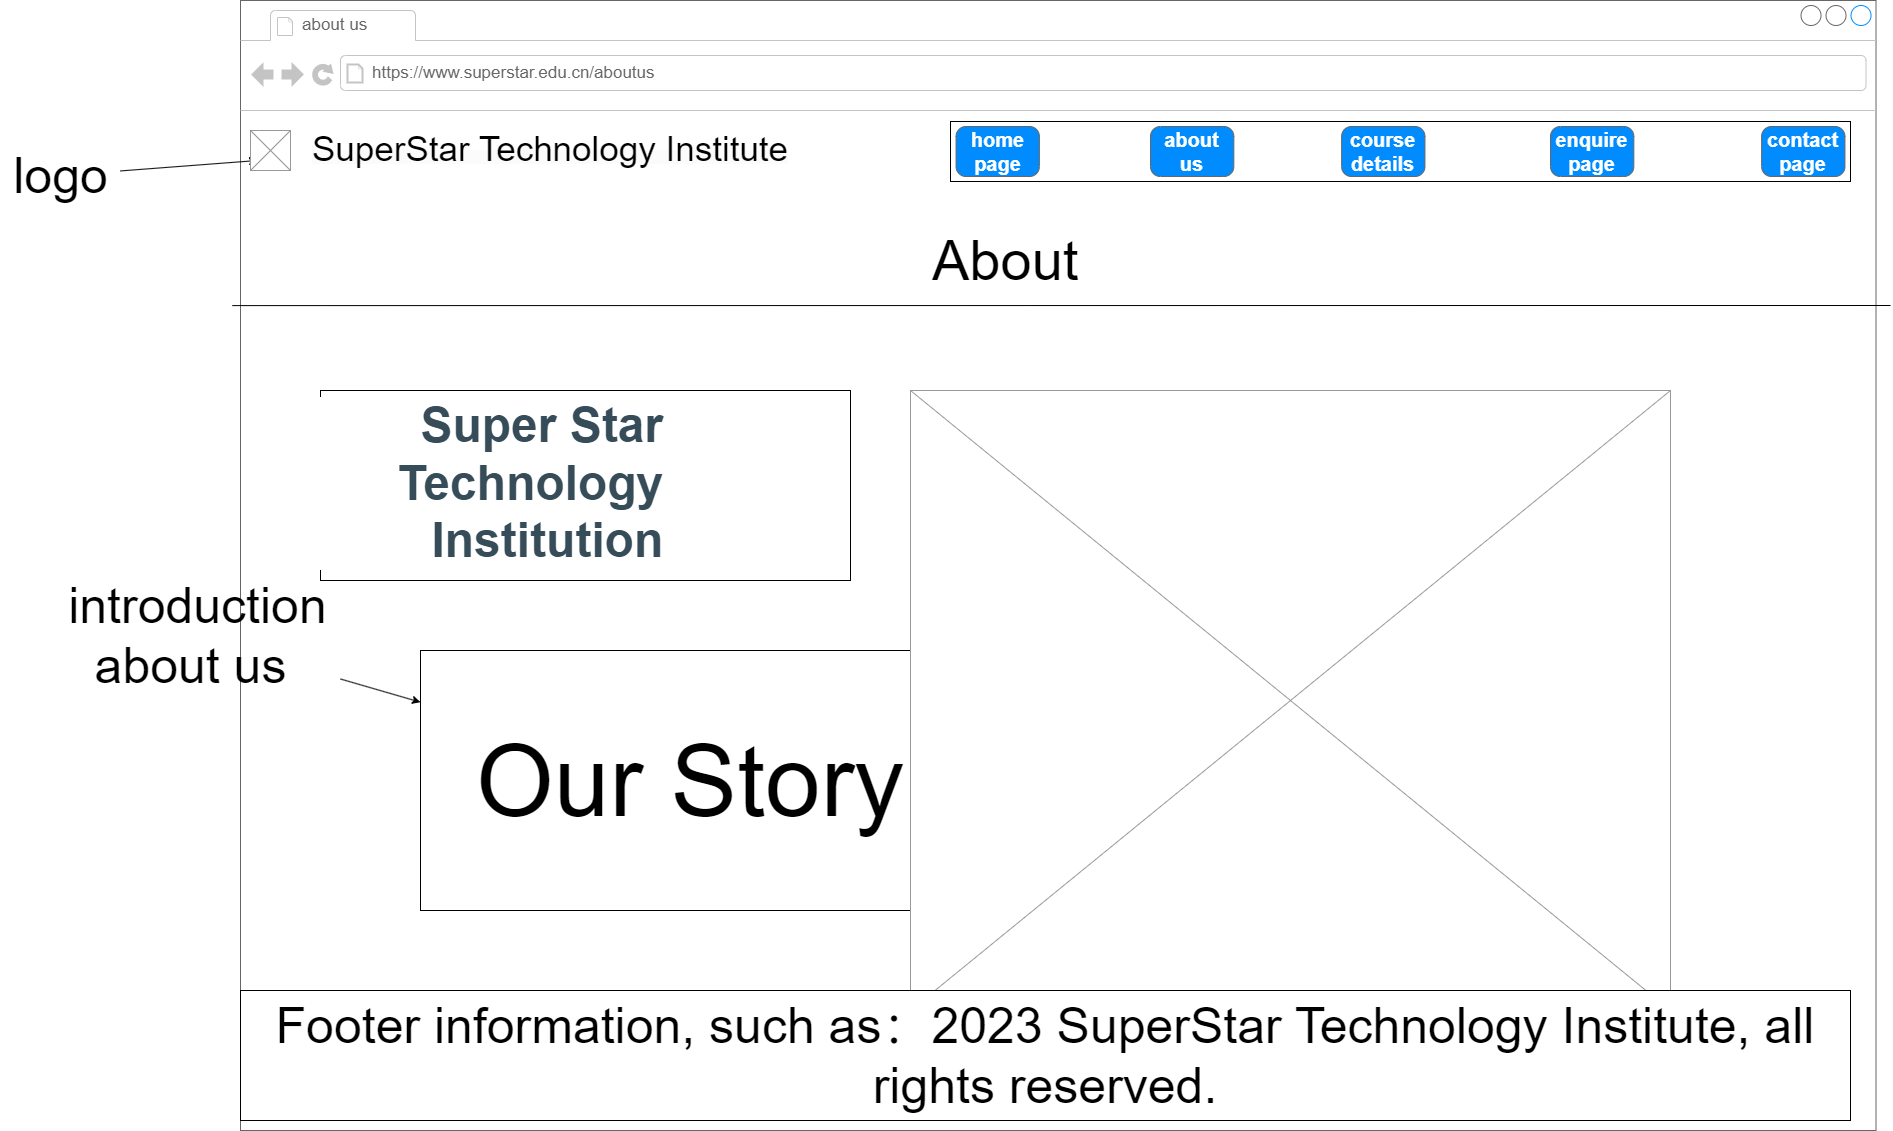 about us
https://www.superstar.edu.cn/aboutus
logo
SuperStar Technology Institute
home
page
about
us
course
details
enquire
page
contact
page
About
Super Star
Technology
Institution
introduction
about us
Our Story
Footer information, such as：2023 SuperStar Technology Institute, all
rights reserved.